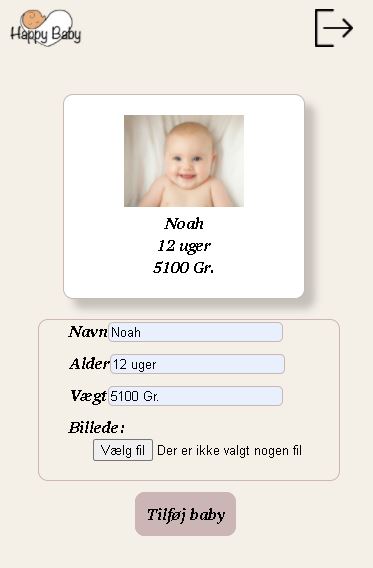 Happy Baby
Noah
12 uger
5100 Gr.
Navn Noah
Alder 12 uger
Vægt 5100 Gr.
Billede:
Vælg fil Der er ikke valgt nogen fil
Tilføj baby